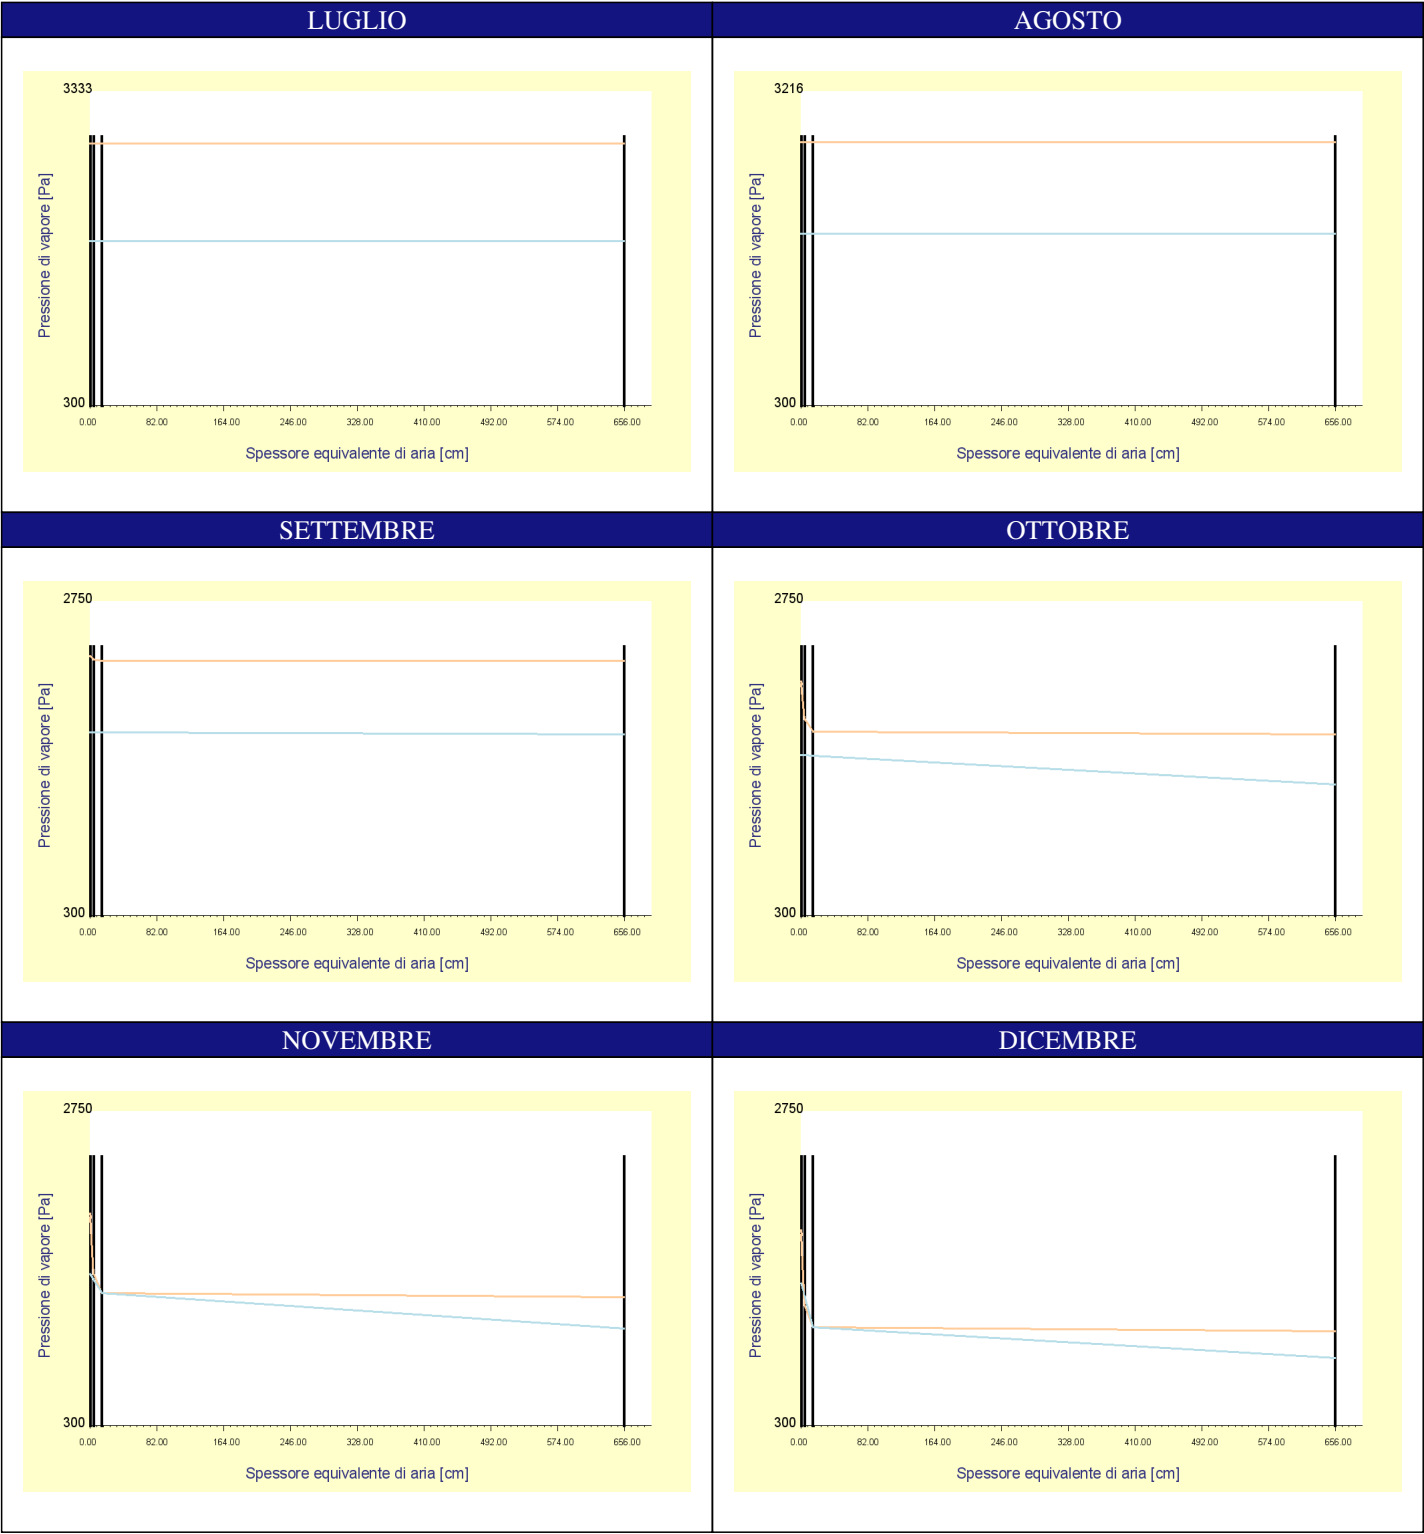 LUGLIO
3333
Pressione di vapore [Pa]
300
0.00 82.00 164.00 246.00 328.00 410.00 492.00 574.00 656.00
Spessore equivalente di aria [cm]
AGOSTO
3216
Pressione di vapore [Pa]
300
0.00 82.00 164.00 246.00 328.00 410.00 492.00 574.00 656.00
Spessore equivalente di aria [cm]
SETTEMBRE
2750
Pressione di vapore [Pa]
300
0.00 82.00 164.00 246.00 328.00 410.00 492.00 574.00 656.00
Spessore equivalente di aria [cm]
OTTOBRE
2750
Pressione di vapore [Pa]
300
0.00 82.00 164.00 246.00 328.00 410.00 492.00 574.00 656.00
Spessore equivalente di aria [cm]
NOVEMBRE
2750
Pressione di vapore [Pa]
300
0.00 82.00 164.00 246.00 328.00 410.00 492.00 574.00 656.00
Spessore equivalente di aria [cm]
DICEMBRE
2750
Pressione di vapore [Pa]
300
0.00 82.00 164.00 246.00 328.00 410.00 492.00 574.00 656.00
Spessore equivalente di aria [cm]